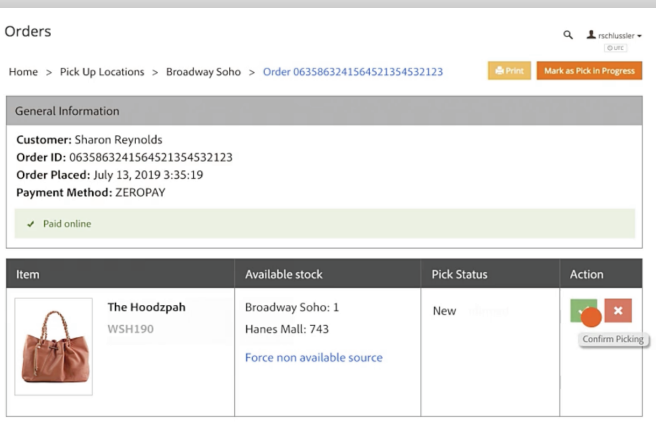 Orders
rschlussler
UTC
Home > Pick Up Locations > Broadway Soho > Order 0635863241564521354532123
Print
Mark as Pick in Progress
General Information
Customer: Sharon Reynolds
Order ID: 0635863241564521354532123
Order Placed: July 13, 2019 3:35:19
Payment Method: ZEROPAY
Paid online
Item Available stock Pick Status Action
The Hoodzpah Broadway Soho: 1 New
WSH190 Hanes Mall: 743
Force non available source
Confirm Picking